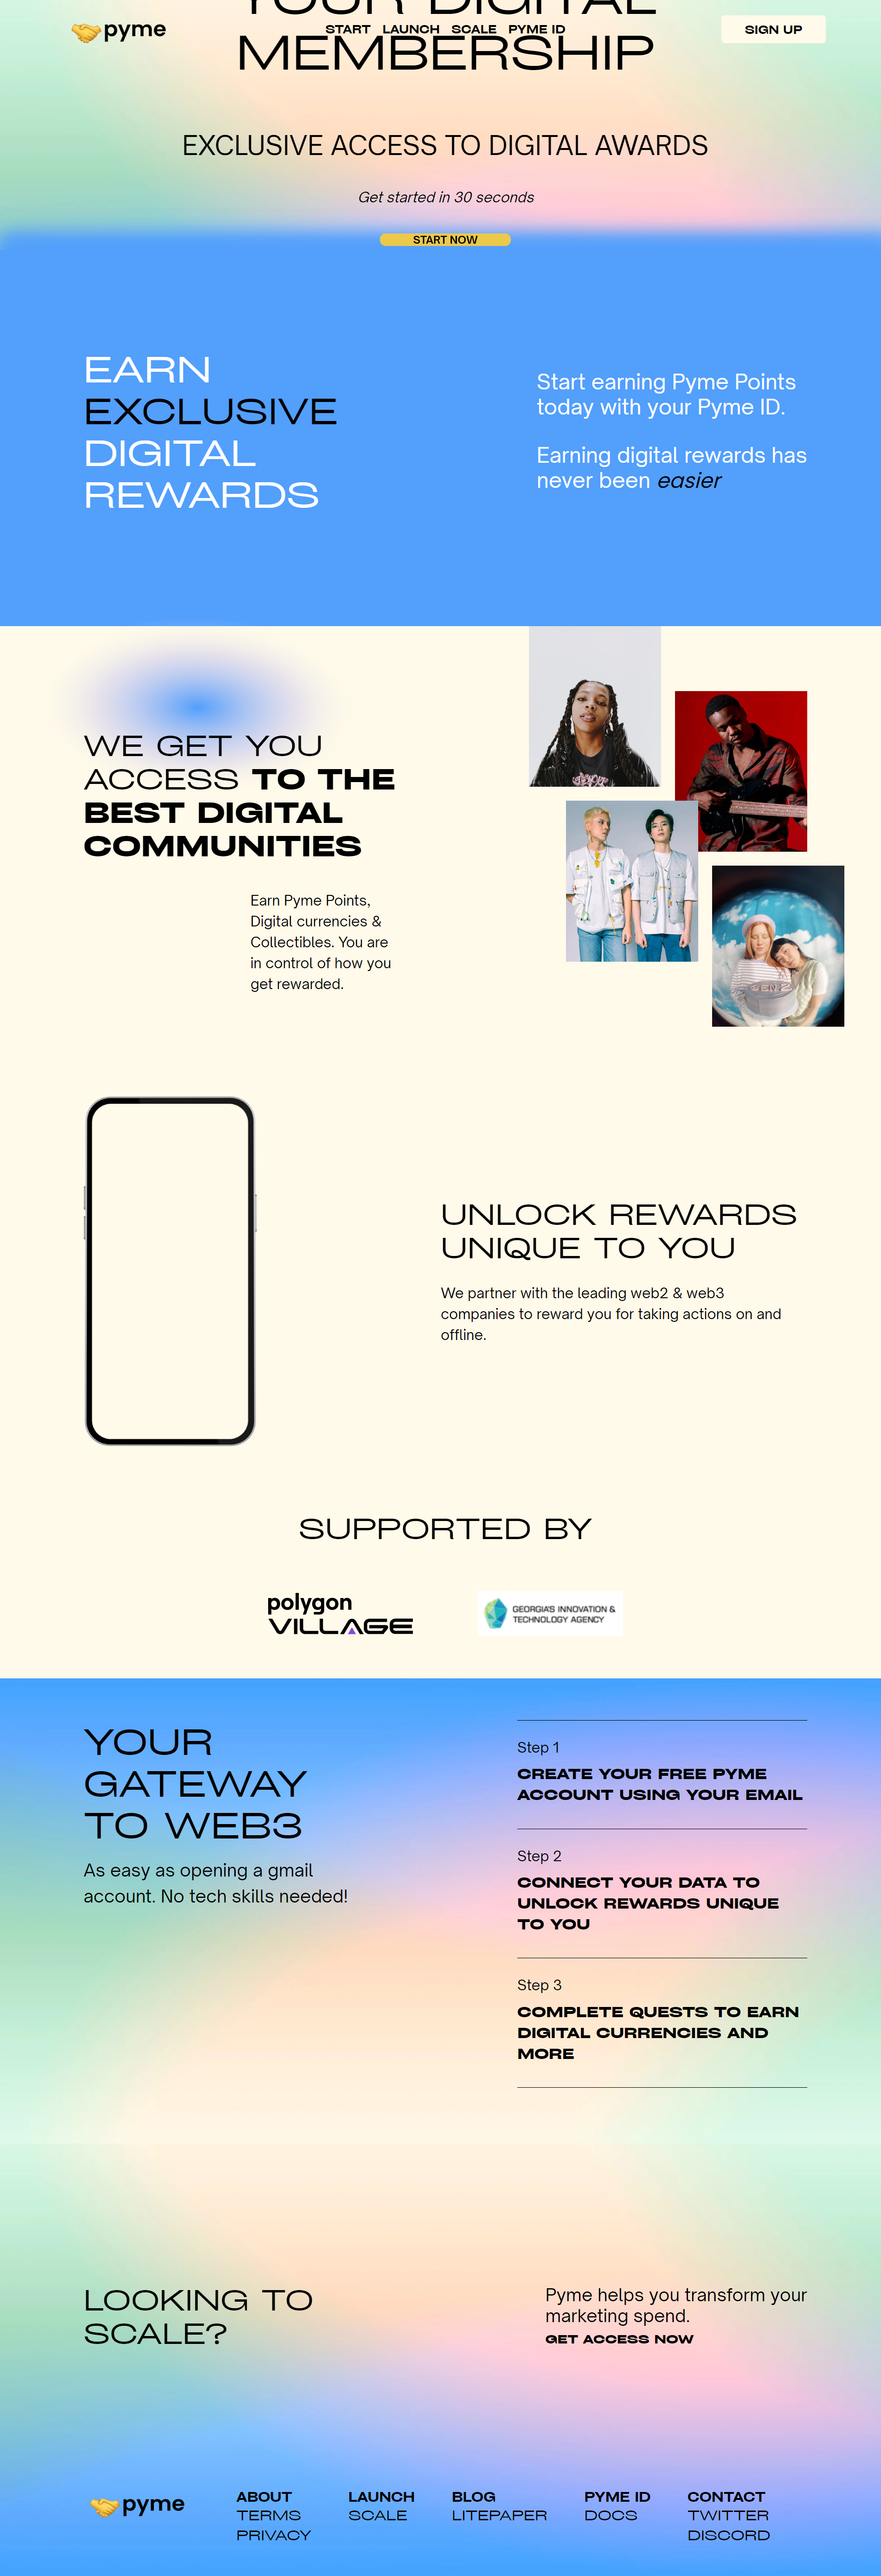 YOUR DIGITAL
MEMBERSHIP
pyme
START LAUNCH SCALE PYME ID
SIGN UP
EXCLUSIVE ACCESS TO DIGITAL AWARDS
Get started in 30 seconds
START NOW
EARN
EXCLUSIVE
DIGITAL
REWARDS
Start earning Pyme Points
today with your Pyme ID.
Earning digital rewards has
never been easier
WE GET YOU
ACCESS TO THE
BEST DIGITAL
COMMUNITIES
Earn Pyme Points,
Digital currencies &
Collectibles. You are
in control of how you
get rewarded.
GEN Z
UNLOCK REWARDS
UNIQUE TO YOU
We partner with the leading web2 & web3
companies to reward you for taking actions on and
offline.
SUPPORTED BY
polygon
VILLAGE
GEORGIA'S INNOVATION &
TECHNOLOGY AGENCY
YOUR
GATEWAY
TO WEB3
As easy as opening a gmail
account. No tech skills needed!
Step 1
CREATE YOUR FREE PYME
ACCOUNT USING YOUR EMAIL
Step 2
CONNECT YOUR DATA TO
UNLOCK REWARDS UNIQUE
TO YOU
Step 3
COMPLETE QUESTS TO EARN
DIGITAL CURRENCIES AND
MORE
LOOKING TO
SCALE?
Pyme helps you transform your
marketing spend.
GET ACCESS NOW
pyme
ABOUT
TERMS
PRIVACY
LAUNCH
SCALE
BLOG
LITEPAPER
PYME ID
DOCS
CONTACT
TWITTER
DISCORD